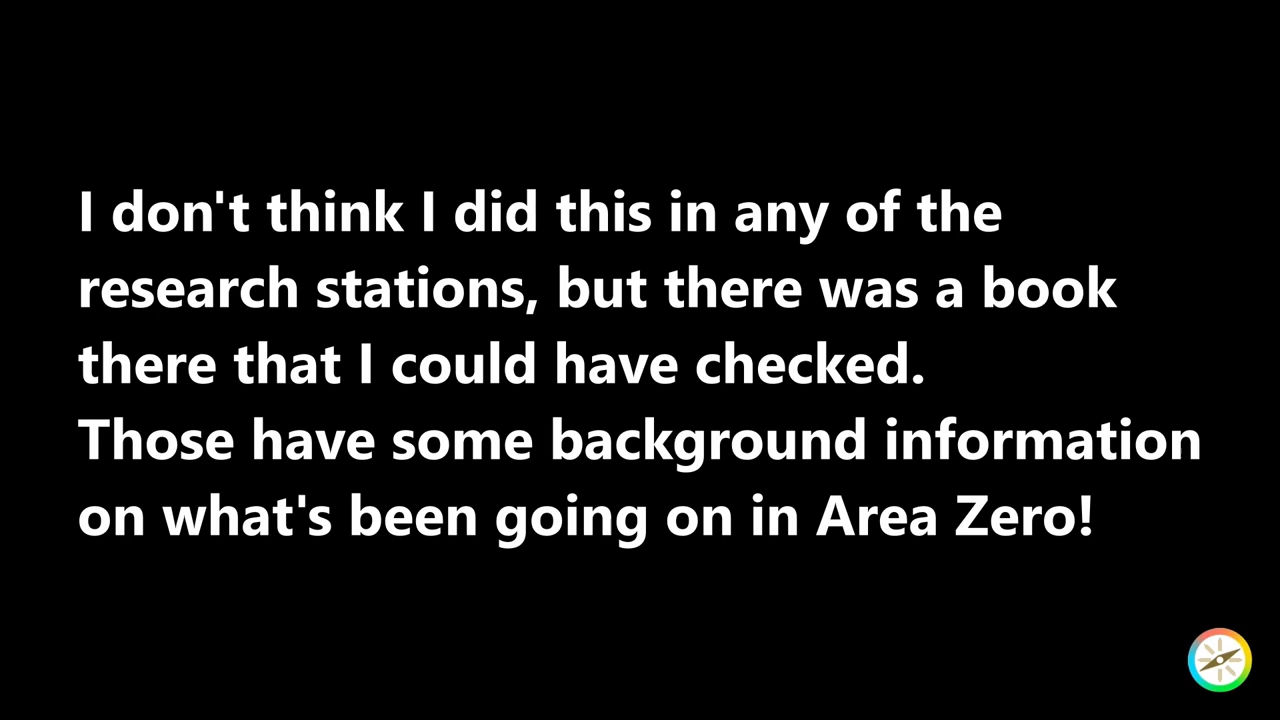 I don't think I did this in any of the
research stations, but there was a book
there that I could have checked.
Those have some background information
on what's been going on in Area Zero!